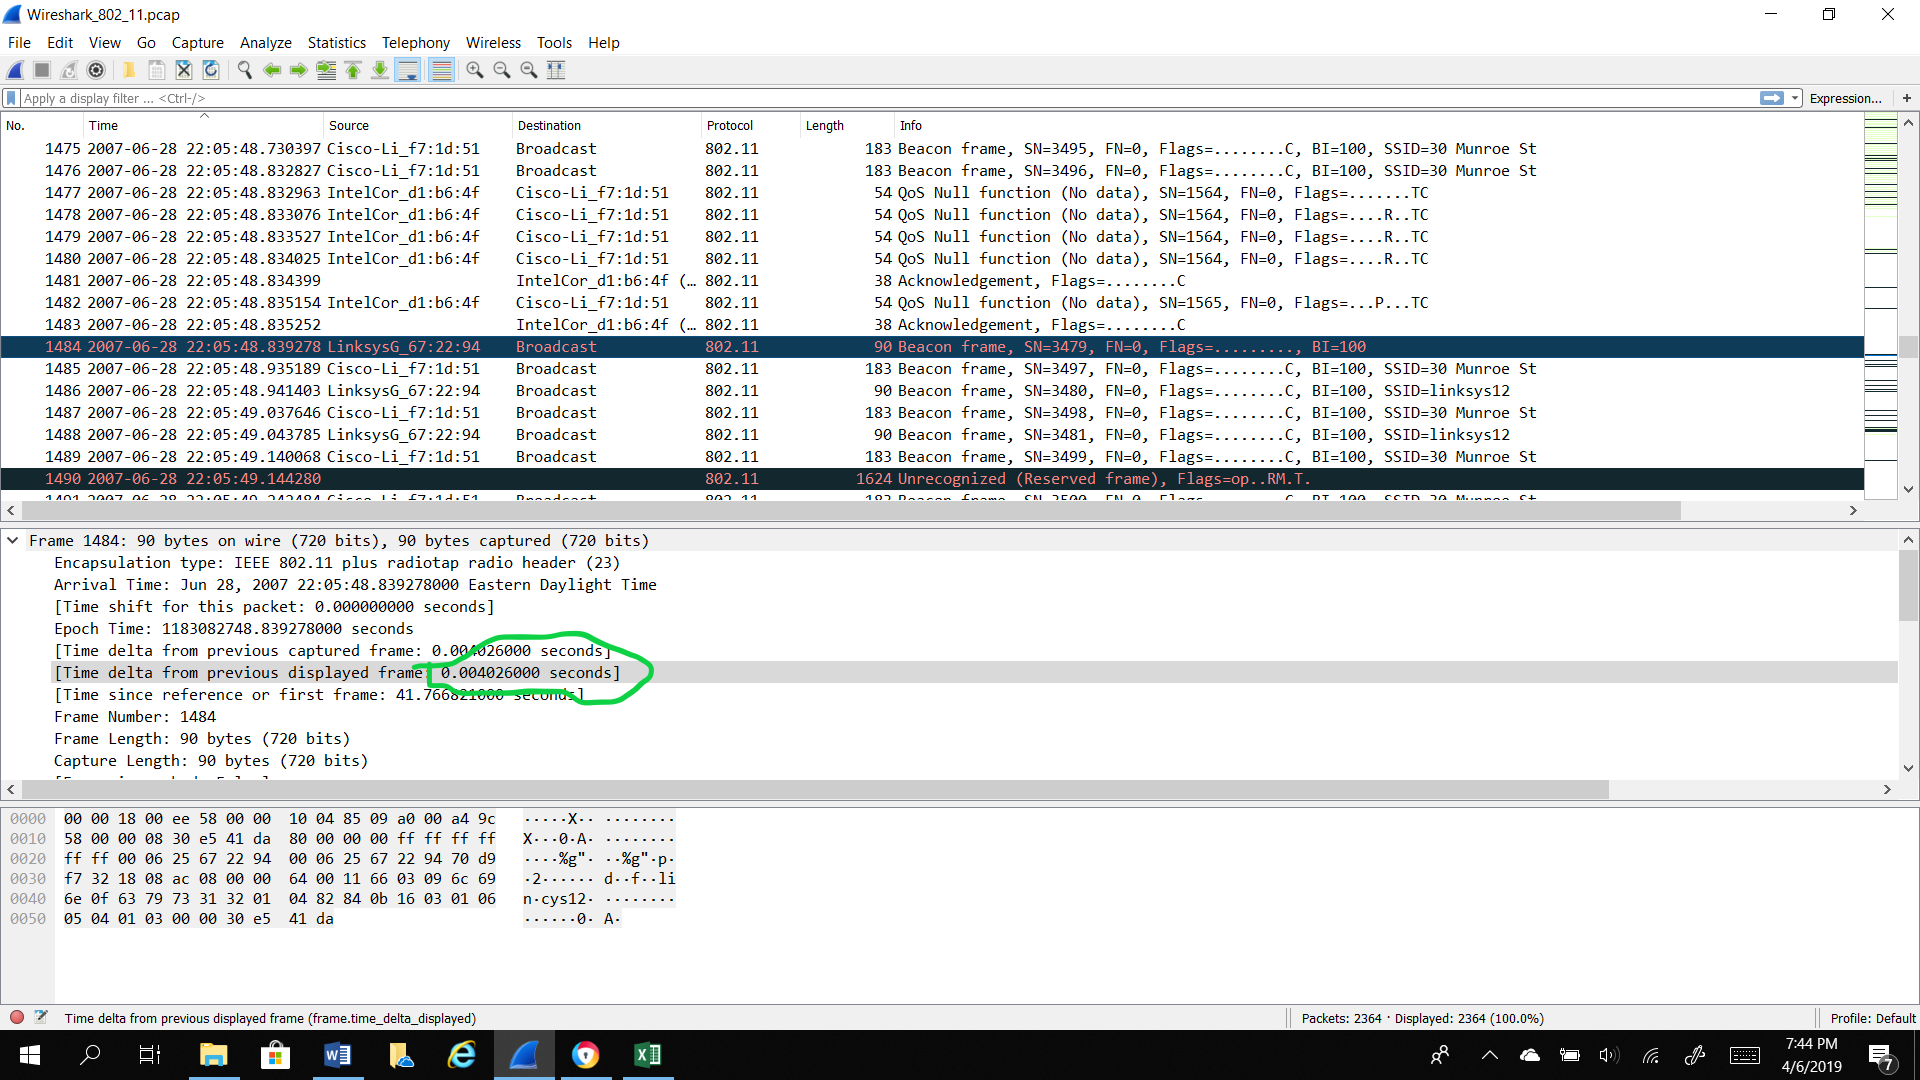 Wireshark_802_11.pcap
File Edit View Go Capture Analyze Statistics Telephony Wireless Tools Help
Apply a display filter ... <Ctrl-/> Expression... +
No. Time Source Destination Protocol Length Info
1475 2007-06-28 22:05:48.730397 Cisco-Li_f7:1d:51 Broadcast 802.11 183 Beacon frame, SN=3495, FN=0, Flags=........C, BI=100, SSID=30 Munroe St
1476 2007-06-28 22:05:48.832827 Cisco-Li_f7:1d:51 Broadcast 802.11 183 Beacon frame, SN=3496, FN=0, Flags=........C, BI=100, SSID=30 Munroe St
1477 2007-06-28 22:05:48.832963 IntelCor_d1:b6:4f Cisco-Li_f7:1d:51 802.11 54 QoS Null function (No data), SN=1564, FN=0, Flags=.......TC
1478 2007-06-28 22:05:48.833076 IntelCor_d1:b6:4f Cisco-Li_f7:1d:51 802.11 54 QoS Null function (No data), SN=1564, FN=0, Flags=....R..TC
1479 2007-06-28 22:05:48.833527 IntelCor_d1:b6:4f Cisco-Li_f7:1d:51 802.11 54 QoS Null function (No data), SN=1564, FN=0, Flags=....R..TC
1480 2007-06-28 22:05:48.834025 IntelCor_d1:b6:4f Cisco-Li_f7:1d:51 802.11 54 QoS Null function (No data), SN=1564, FN=0, Flags=....R..TC
1481 2007-06-28 22:05:48.834399 IntelCor_d1:b6:4f (… 802.11 38 Acknowledgement, Flags=........C
1482 2007-06-28 22:05:48.835154 IntelCor_d1:b6:4f Cisco-Li_f7:1d:51 802.11 54 QoS Null function (No data), SN=1565, FN=0, Flags=...P...TC
1483 2007-06-28 22:05:48.835252 IntelCor_d1:b6:4f (… 802.11 38 Acknowledgement, Flags=........C
1484 2007-06-28 22:05:48.839278 LinksysG_67:22:94 Broadcast 802.11 90 Beacon frame, SN=3479, FN=0, Flags=........., BI=100
1485 2007-06-28 22:05:48.935189 Cisco-Li_f7:1d:51 Broadcast 802.11 183 Beacon frame, SN=3497, FN=0, Flags=........C, BI=100, SSID=30 Munroe St
1486 2007-06-28 22:05:48.941403 LinksysG_67:22:94 Broadcast 802.11 90 Beacon frame, SN=3480, FN=0, Flags=........C, BI=100, SSID=linksys12
1487 2007-06-28 22:05:49.037646 Cisco-Li_f7:1d:51 Broadcast 802.11 183 Beacon frame, SN=3498, FN=0, Flags=........C, BI=100, SSID=30 Munroe St
1488 2007-06-28 22:05:49.043785 LinksysG_67:22:94 Broadcast 802.11 90 Beacon frame, SN=3481, FN=0, Flags=........C, BI=100, SSID=linksys12
1489 2007-06-28 22:05:49.140068 Cisco-Li_f7:1d:51 Broadcast 802.11 183 Beacon frame, SN=3499, FN=0, Flags=........C, BI=100, SSID=30 Munroe St
1490 2007-06-28 22:05:49.144280 802.11 1624 Unrecognized (Reserved frame), Flags=op..RM.T.
Frame 1484: 90 bytes on wire (720 bits), 90 bytes captured (720 bits)
Encapsulation type: IEEE 802.11 plus radiotap radio header (23)
Arrival Time: Jun 28, 2007 22:05:48.839278000 Eastern Daylight Time
[Time shift for this packet: 0.000000000 seconds]
Epoch Time: 1183082748.839278000 seconds
[Time delta from previous captured frame: 0.004026000 seconds]
[Time delta from previous displayed frame: 0.004026000 seconds]
[Time since reference or first frame: 41.766821000 seconds]
Frame Number: 1484
Frame Length: 90 bytes (720 bits)
Capture Length: 90 bytes (720 bits)
0000 00 00 18 00 ee 58 00 00 10 04 85 09 a0 00 a4 9c ·····X·· ········
0010 58 00 00 08 30 e5 41 da 80 00 00 00 ff ff ff ff X···0·A· ········
0020 ff ff 00 06 25 67 22 94 00 06 25 67 22 94 70 d9 ····%g"· ··%g"·p·
0030 f7 32 18 08 ac 08 00 00 64 00 11 66 03 09 6c 69 ·2······ d··f··li
0040 6e 0f 63 79 73 31 32 01 04 82 84 0b 16 03 01 06 n·cys12· ········
0050 05 04 01 03 00 00 30 e5 41 da ······0· A·
Time delta from previous displayed frame (frame.time_delta_displayed) Packets: 2364 · Displayed: 2364 (100.0%) Profile: Default
7:44 PM
4/6/2019
7